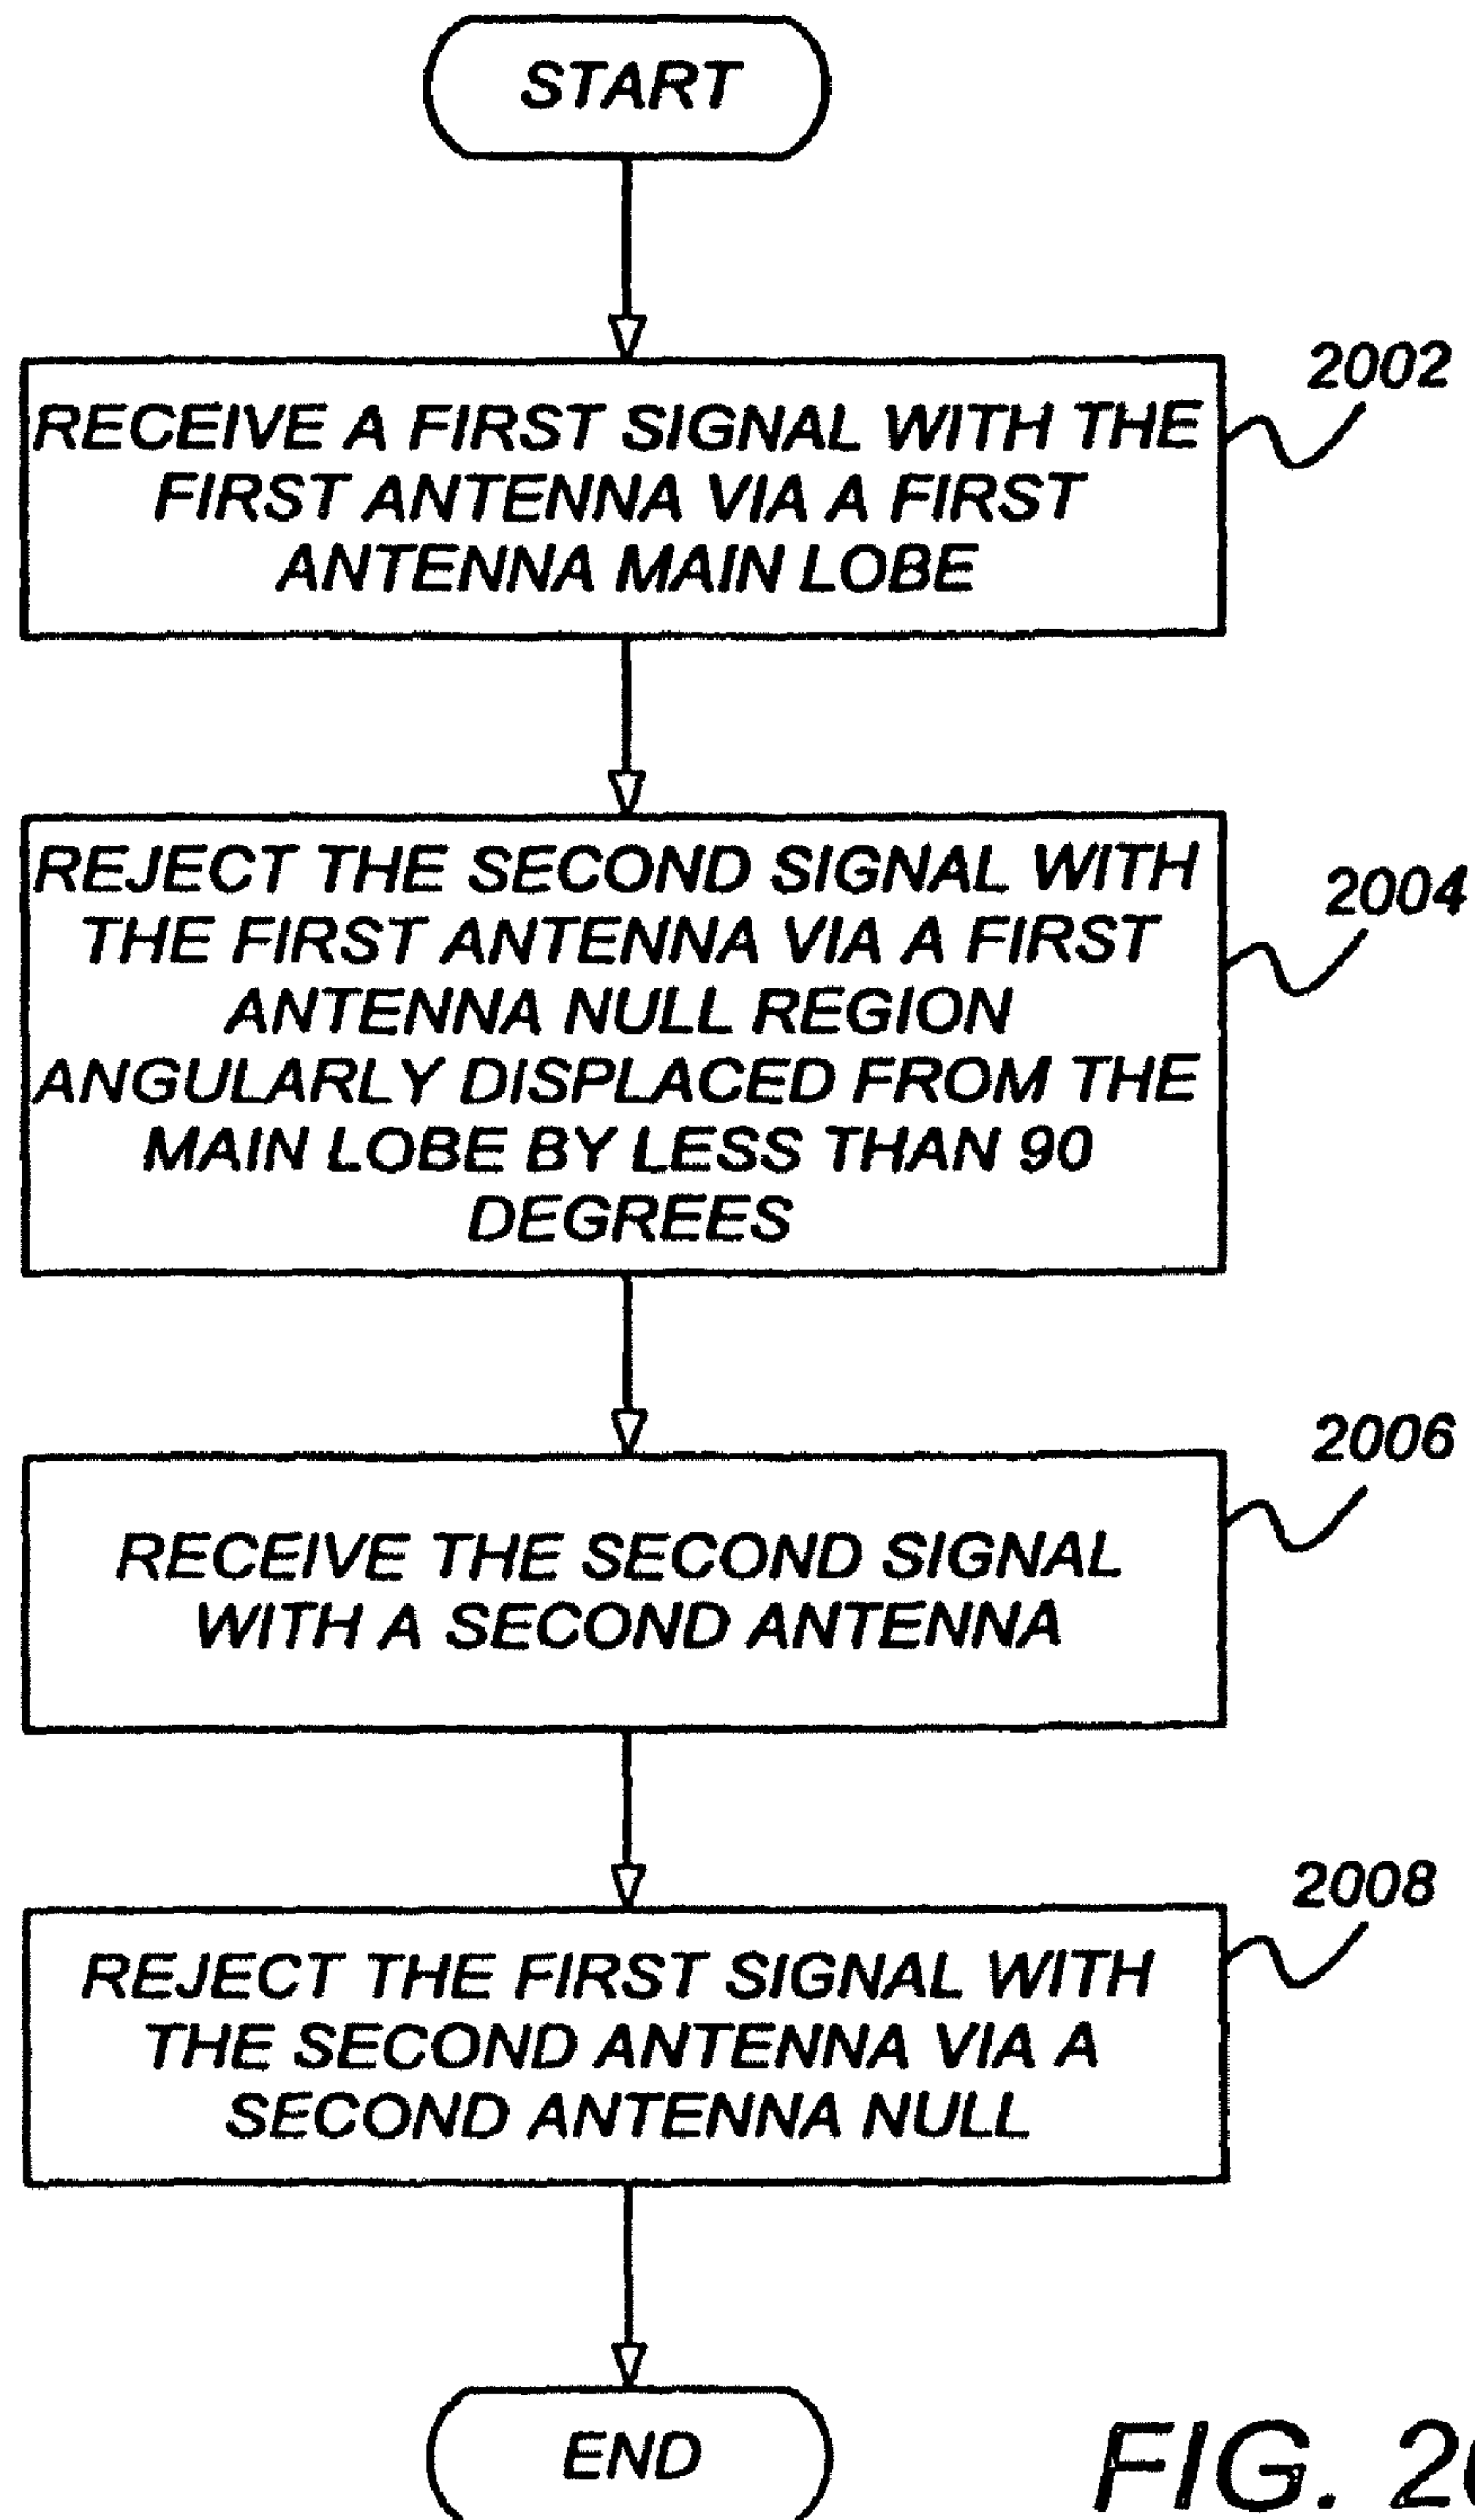 START
2002
RECEIVE A FIRST SIGNAL WITH THE
FIRST ANTENNA VIA A FIRST
ANTENNA MAIN LOBE
2004
REJECT THE SECOND SIGNAL WITH
THE FIRST ANTENNA VIA A FIRST
ANTENNA NULL REGION
ANGULARLY DISPLACED FROM THE
MAIN LOBE BY LESS THAN 90
DEGREES
2006
RECEIVE THE SECOND SIGNAL
WITH A SECOND ANTENNA
2008
REJECT THE FIRST SIGNAL WITH
THE SECOND ANTENNA VIA A
SECOND ANTENNA NULL
END
FIG.